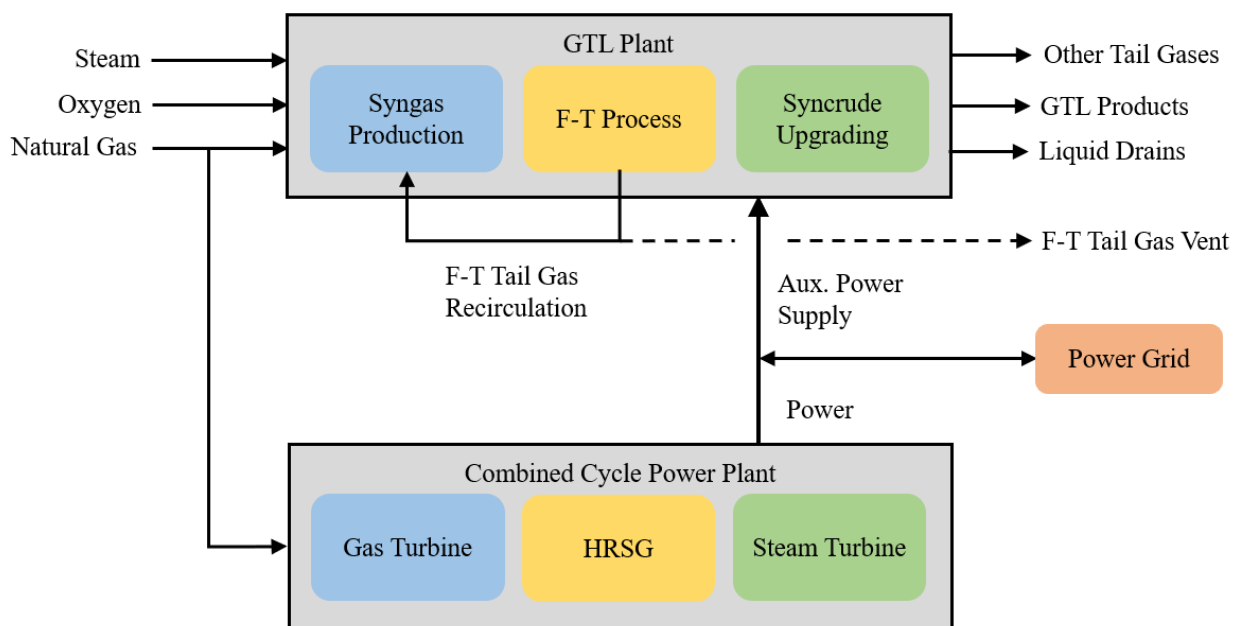 GTL Plant
Steam
Oxygen
Natural Gas
Syngas
Production
F-T Process
Syncrude
Upgrading
Other Tail Gases
GTL Products
Liquid Drains
F-T Tail Gas Vent
F-T Tail Gas
Recirculation
Aux. Power
Supply
Power Grid
Power
Combined Cycle Power Plant
Gas Turbine
HRSG
Steam Turbine